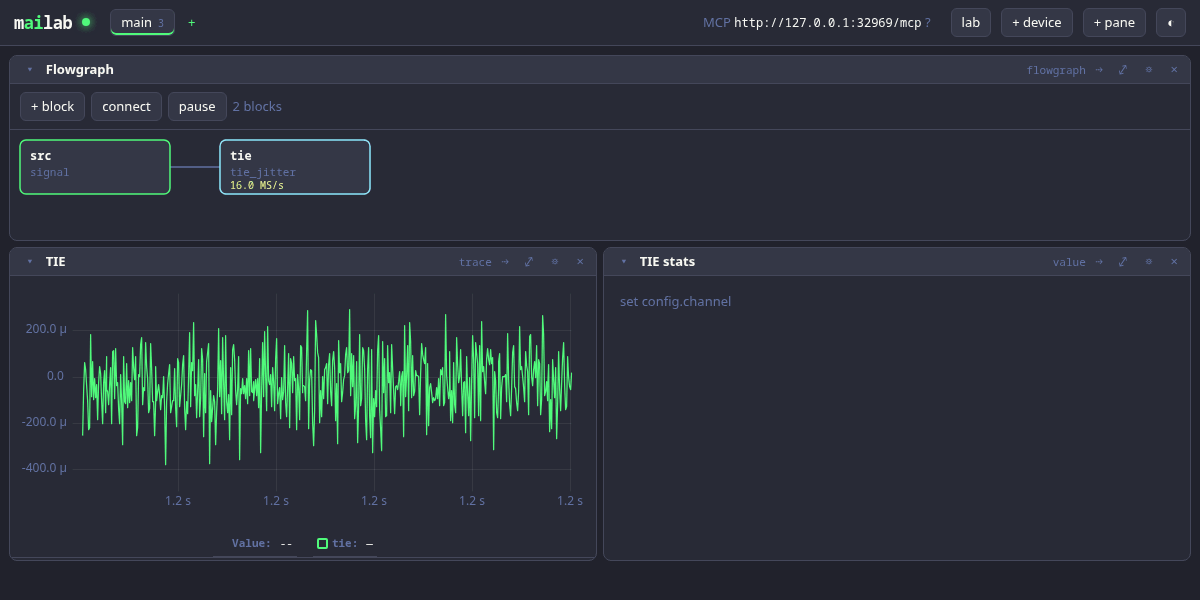 mailab main 3 + MCP http://127.0.0.1:32969/mcp ? lab + device + pane
Flowgraph flowgraph
+ block connect pause 2 blocks
src
signal
tie
tie_jitter
16.0 MS/s
TIE trace
200.0 µ
0.0
-200.0 µ
-400.0 µ
1.2 s 1.2 s 1.2 s 1.2 s 1.2 s
Value: -- tie: —
TIE stats value
set config.channel